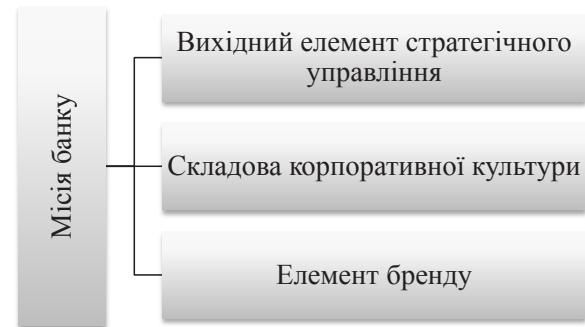 Місія банку
Вихідний елемент стратегічного
управління
Складова корпоративної культури
Елемент бренду